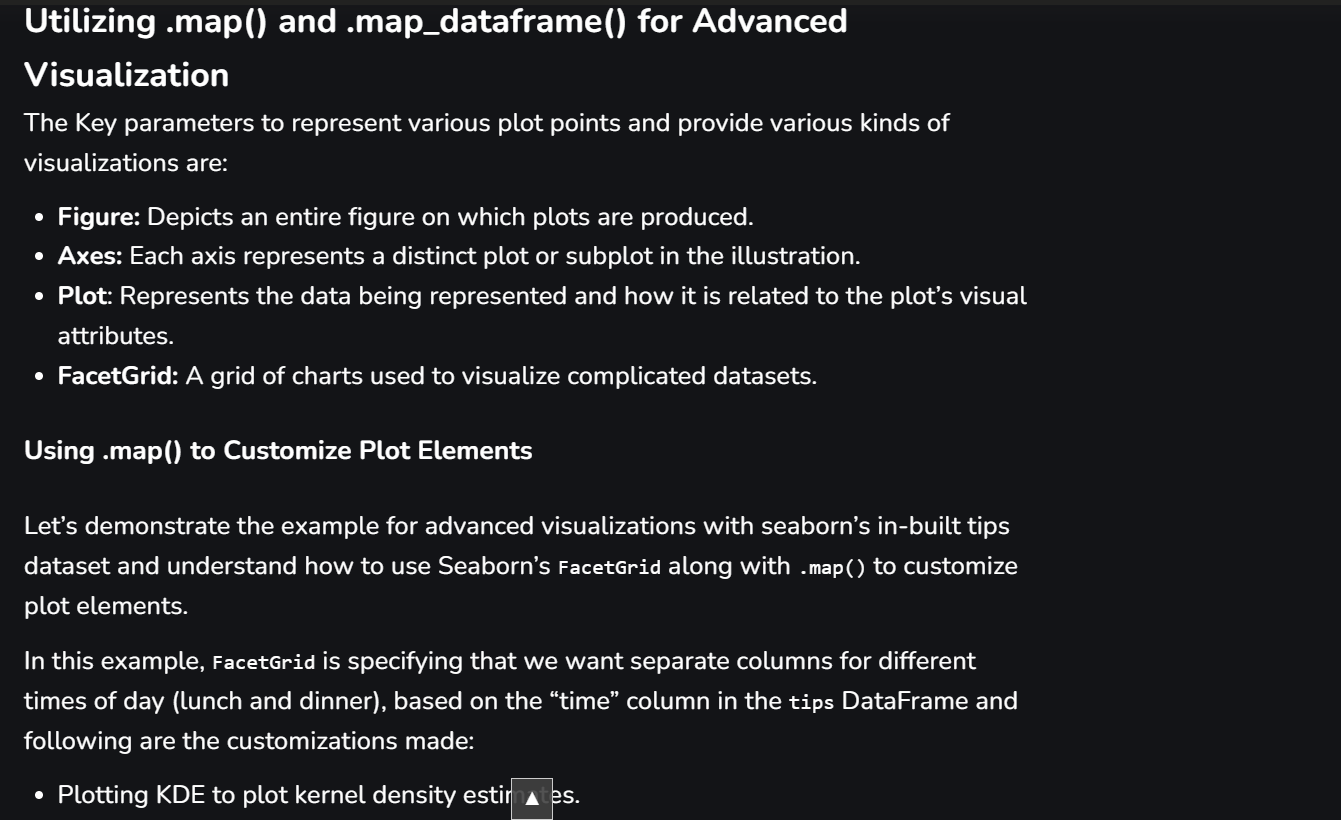 Utilizing .map() and .map_dataframe() for Advanced
Visualization
The Key parameters to represent various plot points and provide various kinds of
visualizations are:
• Figure: Depicts an entire figure on which plots are produced.
• Axes: Each axis represents a distinct plot or subplot in the illustration.
• Plot: Represents the data being represented and how it is related to the plot’s visual
attributes.
• FacetGrid: A grid of charts used to visualize complicated datasets.
Using .map() to Customize Plot Elements
Let’s demonstrate the example for advanced visualizations with seaborn’s in-built tips
dataset and understand how to use Seaborn’s FacetGrid along with .map() to customize
plot elements.
In this example, FacetGrid is specifying that we want separate columns for different
times of day (lunch and dinner), based on the “time” column in the tips DataFrame and
following are the customizations made:
• Plotting KDE to plot kernel density estimates.